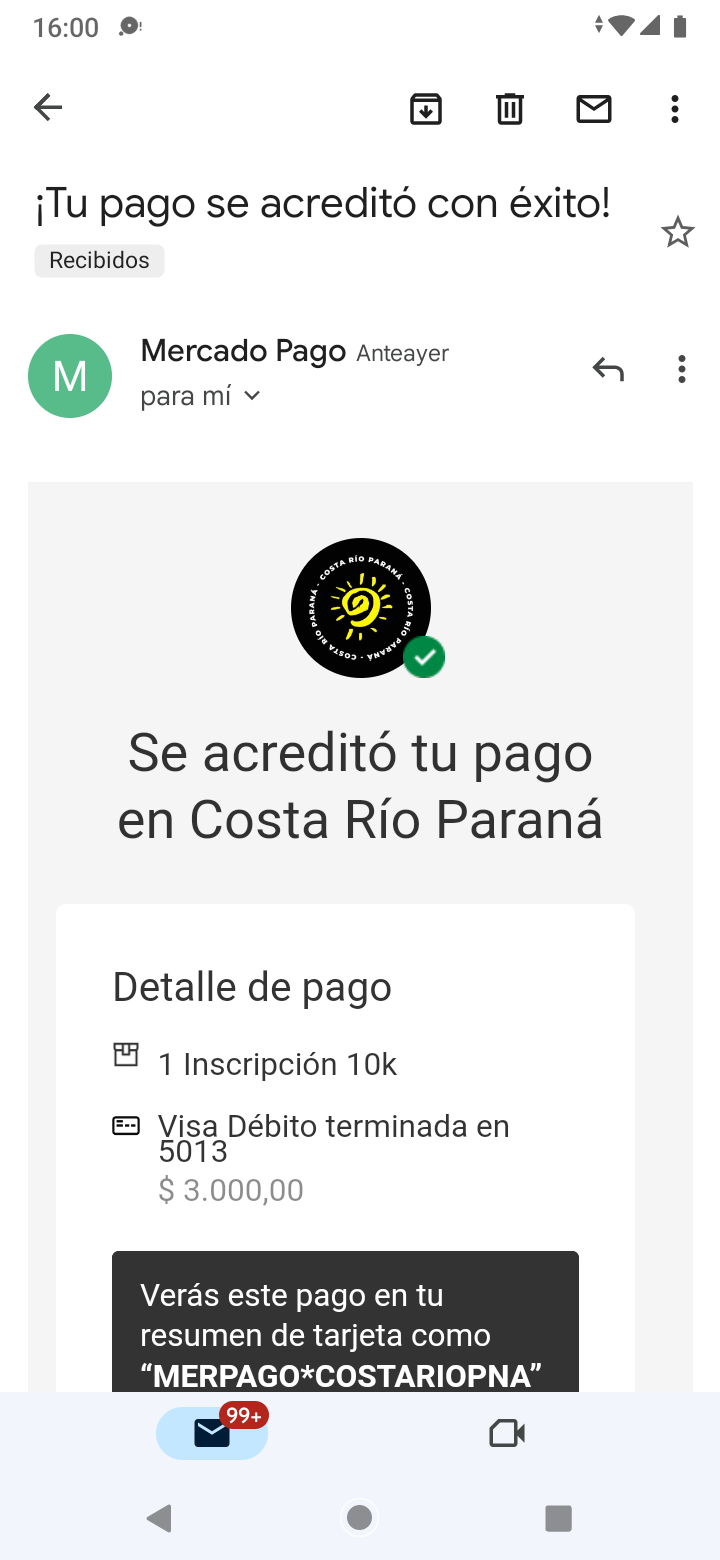 16:00
¡Tu pago se acreditó con éxito!
Recibidos
Mercado Pago Anteayer
para mí
M
COSTA RÍO PARANÁ - COSTA RÍO PARANÁ - COSTA RÍO PARANÁ -
Se acreditó tu pago
en Costa Río Paraná
Detalle de pago
1 Inscripción 10k
Visa Débito terminada en
5013
$ 3.000,00
Verás este pago en tu
resumen de tarjeta como
“MERPAGO*COSTARIOPNA”
99+